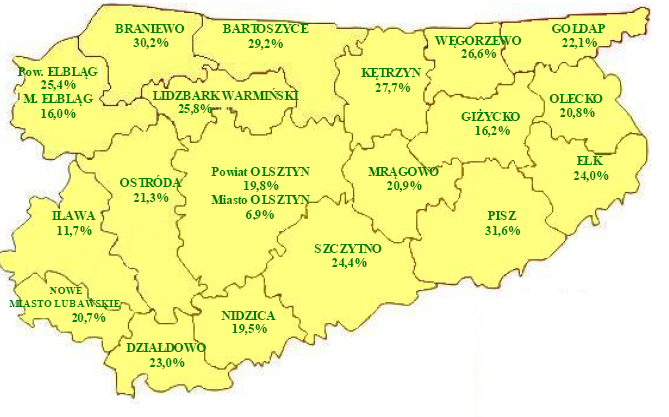 BRANIEWO
30,2%
BARTOSZYCE
29,2%
WĘGORZEWO
26,6%
GOŁDAP
22,1%
Pow. ELBLĄG
25,4%
M. ELBLĄG
16,0%
KĘTRZYN
27,7%
LIDZBARK WARMIŃSKI
25,8%
OLECKO
20,8%
GIŻYCKO
16,2%
OSTRÓDA
21,3%
Powiat OLSZTYN
19,8%
Miasto OLSZTYN
6,9%
MRĄGOWO
20,9%
EŁK
24,0%
IŁAWA
11,7%
PISZ
31,6%
SZCZYTNO
24,4%
NOWE
MIASTO LUBAWSKIE
20,7%
NIDZICA
19,5%
DZIAŁDOWO
23,0%